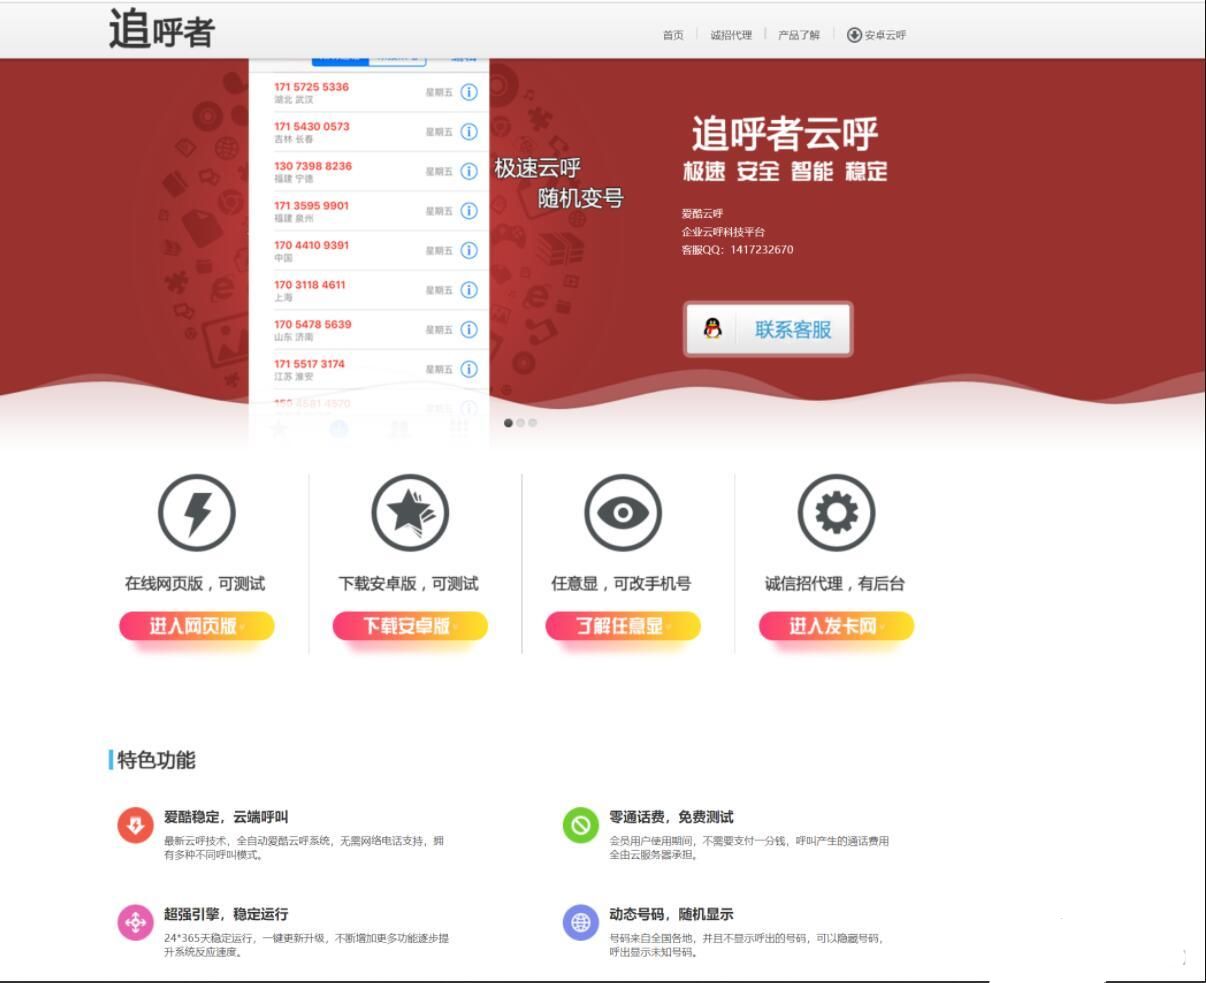 追呼者
首页
诚招代理
产品了解
安卓云呼
171 5725 5336
湖北 武汉
星期五
171 5430 0573
吉林 长春
星期五
130 7398 8236
福建 宁德
星期五
171 3595 9901
福建 泉州
星期五
170 4410 9391
中国
星期五
170 3118 4611
上海
星期五
170 5478 5639
山东 济南
星期五
171 5517 3174
江苏 淮安
星期五
极速云呼
随机变号
追呼者云呼
极速 安全 智能 稳定
爱酷云呼
企业云呼科技平台
客服QQ：1417232670
联系客服
在线网页版，可测试
进入网页版
下载安卓版，可测试
下载安卓版
任意显，可改手机号
了解任意显
诚信招代理，有后台
进入发卡网
特色功能
爱酷稳定，云端呼叫
最新云呼技术，全自动爱酷云呼系统，无需网络电话支持，拥
有多种不同呼叫模式。
零通话费，免费测试
会员用户使用期间，不需要支付一分钱，呼叫产生的通话费用
全由云服务器承担。
超强引擎，稳定运行
24*365天稳定运行，一键更新升级，不断增加更多功能逐步提
升系统反应速度。
动态号码，随机显示
号码来自全国各地，并且不显示呼出的号码，可以隐藏号码，
呼出显示未知号码。